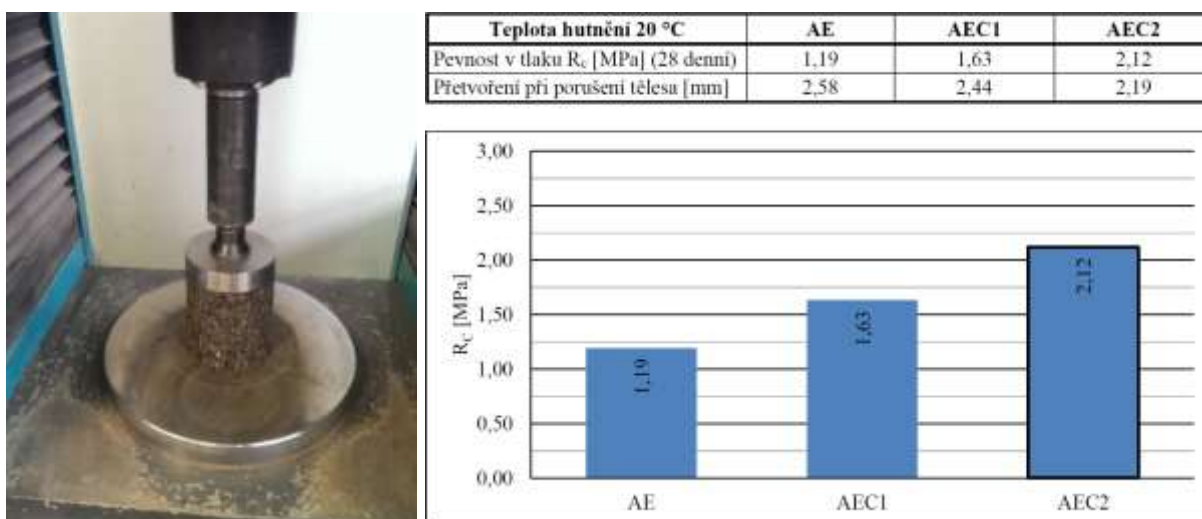 Teplota hutnění 20 °C AE AEC1 AEC2
Pevnost v tlaku Rc [MPa] (28 denní) 1,19 1,63 2,12
Přetvoření při porušení tělesa [mm] 2,58 2,44 2,19
3,00
2,50
2,00
1,50
1,00
0,50
0,00
RC [MPa]
1,19
1,63
2,12
AE AEC1 AEC2